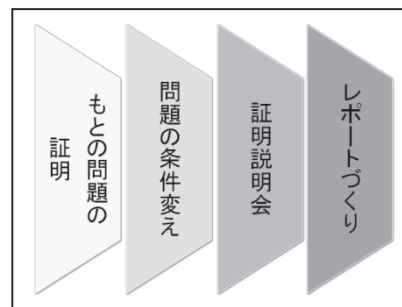 もとの問題の
証明
問題の条件変え
証明説明会
レポートづくり